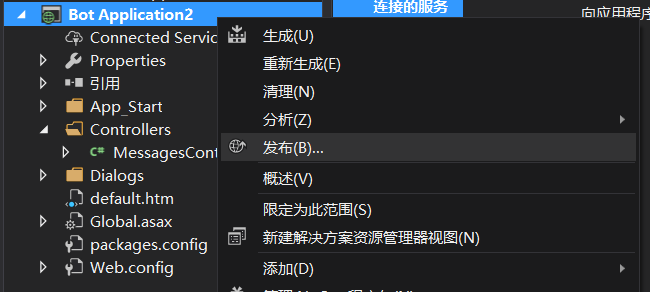 Bot Application2
Connected Servic
Properties
引用
App_Start
Controllers
MessagesCont
Dialogs
default.htm
Global.asax
packages.config
Web.config
连接的服务
向应用程序
生成(U)
重新生成(E)
清理(N)
分析(Z)
发布(B)...
概述(V)
限定为此范围(S)
新建解决方案资源管理器视图(N)
添加(D)